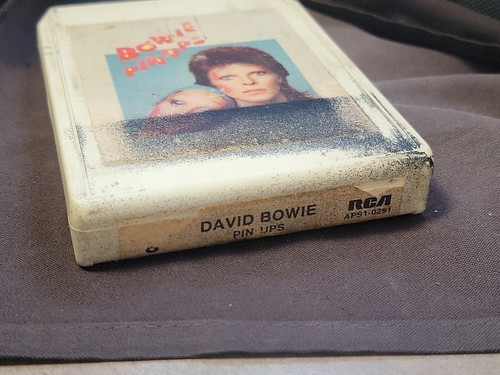 BOWIE
PIN UPS
DAVID BOWIE
PIN UPS
RCA
APS1-0291